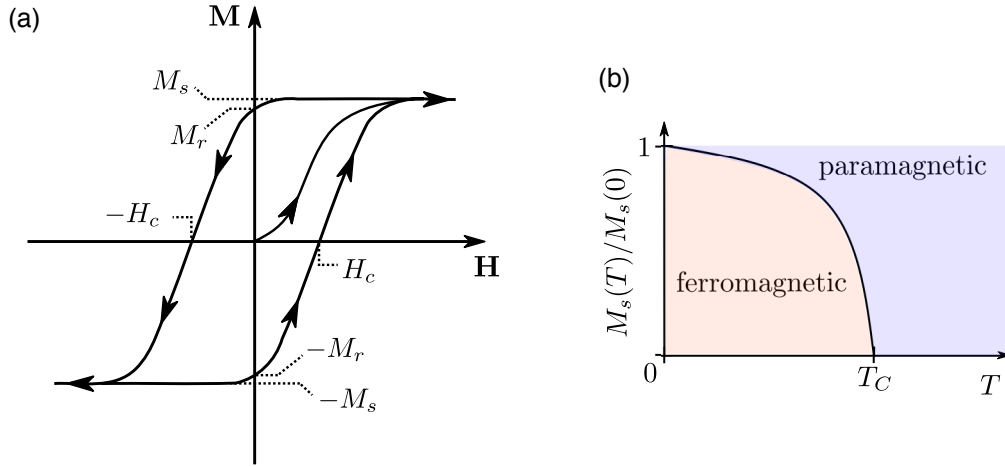 (a)
M
M_s
M_r
−H_c
H
H_c
−M_r
−M_s
(b)
1
paramagnetic
M_s(T)/M_s(0)
ferromagnetic
0
T_C
T